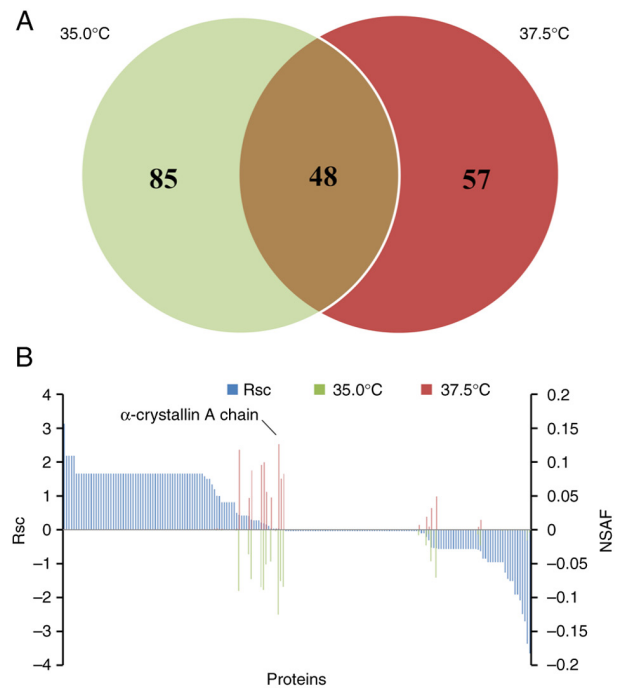 A
35.0°C
37.5°C
85
48
57
B
Rsc
35.0°C
37.5°C
α-crystallin A chain
4
3
2
1
0
–1
–2
–3
–4
0.2
0.15
0.1
0.05
0
–0.05
–0.1
–0.15
–0.2
Rsc
NSAF
Proteins